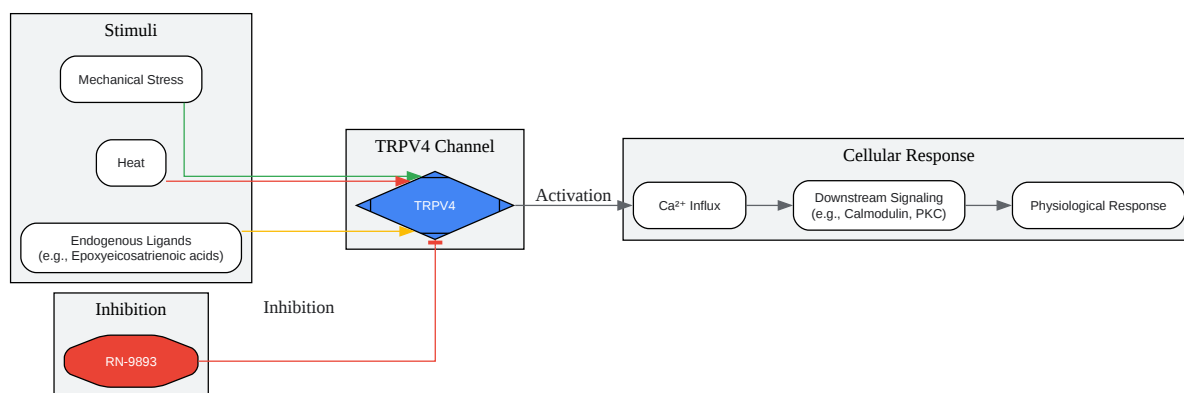 Stimuli
Mechanical Stress
Heat
Endogenous Ligands
(e.g., Epoxyeicosatrienoic acids)
Inhibition
RN-9893
Inhibition
TRPV4 Channel
TRPV4
Activation
Cellular Response
Ca²⁺ Influx
Downstream Signaling
(e.g., Calmodulin, PKC)
Physiological Response